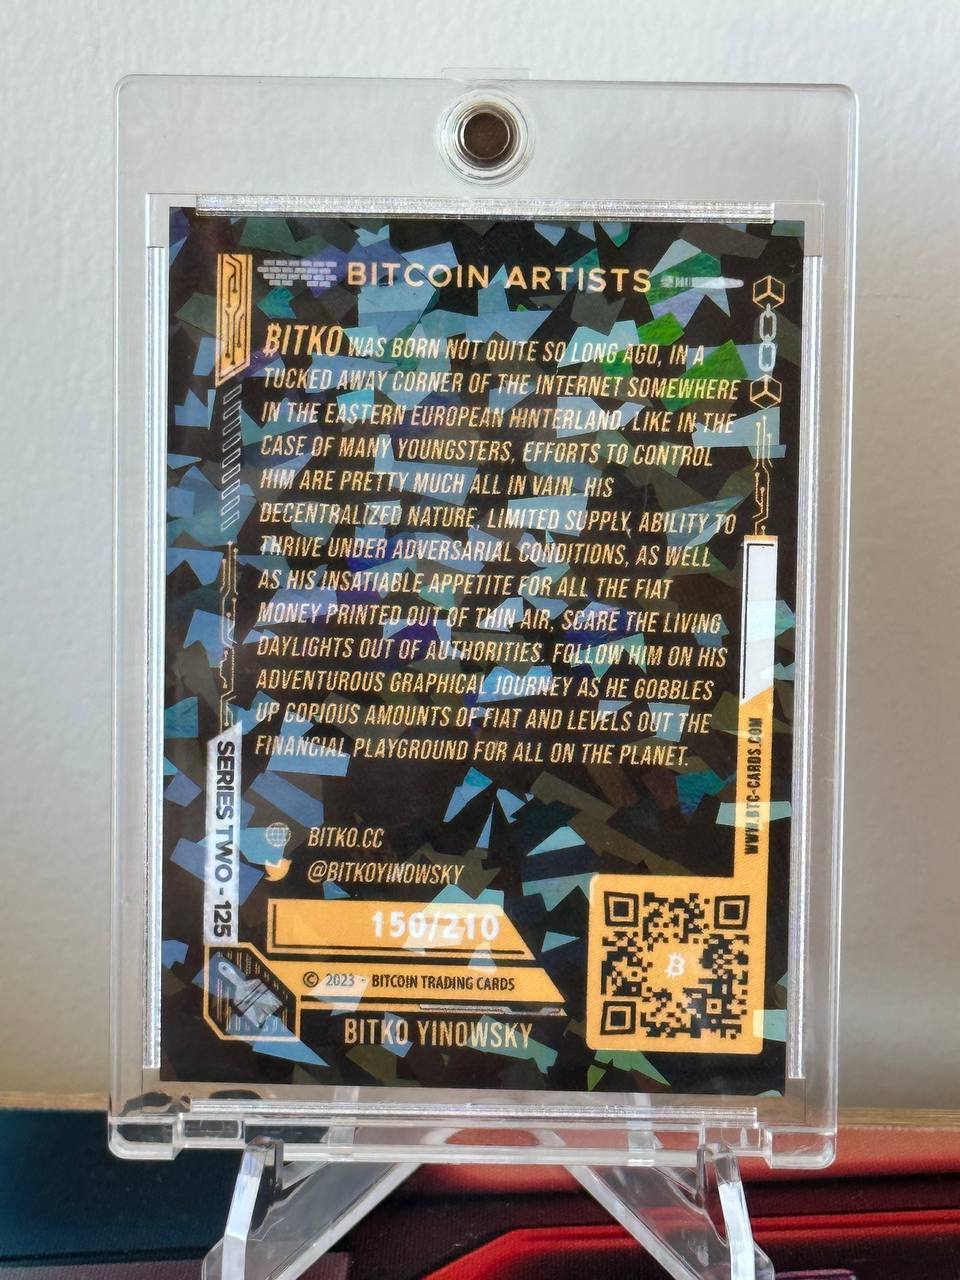 BITCOIN ARTISTS
₿ITKO WAS BORN NOT QUITE SO LONG AGO, IN A
TUCKED AWAY CORNER OF THE INTERNET SOMEWHERE
IN THE EASTERN EUROPEAN HINTERLAND. LIKE IN THE
CASE OF MANY YOUNGSTERS, EFFORTS TO CONTROL
HIM ARE PRETTY MUCH ALL IN VAIN. HIS
DECENTRALIZED NATURE, LIMITED SUPPLY, ABILITY TO
THRIVE UNDER ADVERSARIAL CONDITIONS, AS WELL
AS HIS INSATIABLE APPETITE FOR ALL THE FIAT
MONEY PRINTED OUT OF THIN AIR, SCARE THE LIVING
DAYLIGHTS OUT OF AUTHORITIES. FOLLOW HIM ON HIS
ADVENTUROUS GRAPHICAL JOURNEY AS HE GOBBLES
UP COPIOUS AMOUNTS OF FIAT AND LEVELS OUT THE
FINANCIAL PLAYGROUND FOR ALL ON THE PLANET.
SERIES TWO - 125
WWW.BTC-CARDS.COM
BITKO.CC
@BITKOYINOWSKY
150/210
© 2023 - BITCOIN TRADING CARDS
BITKO YINOWSKY
₿